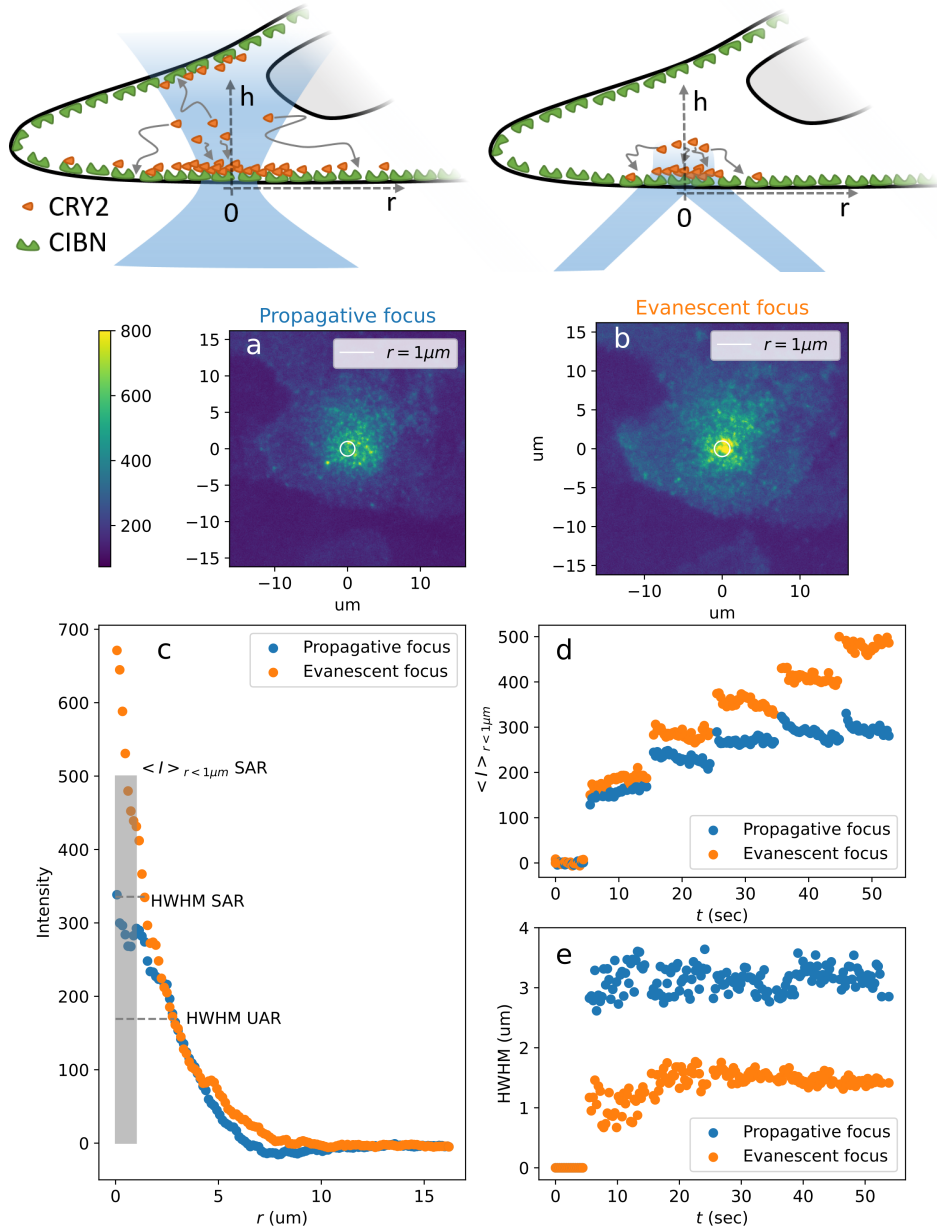 h
h
0
r
0
r
CRY2
CIBN
Propagative focus
Evanescent focus
800
600
400
200
a
r = 1μm
15
10
5
0
−5
−10
−15
−10
0
10
um
b
r = 1μm
um
15
10
5
0
−5
−10
−15
−10
0
10
um
c
Propagative focus
Evanescent focus
Intensity
700
600
500
400
300
200
100
0
< I >r < 1μm SAR
HWHM SAR
HWHM UAR
0
5
10
15
r (um)
d
< I >r < 1μm
500
400
300
200
100
0
Propagative focus
Evanescent focus
0
10
20
30
40
50
t (sec)
e
HWHM (um)
4
3
2
1
0
Propagative focus
Evanescent focus
0
10
20
30
40
50
t (sec)